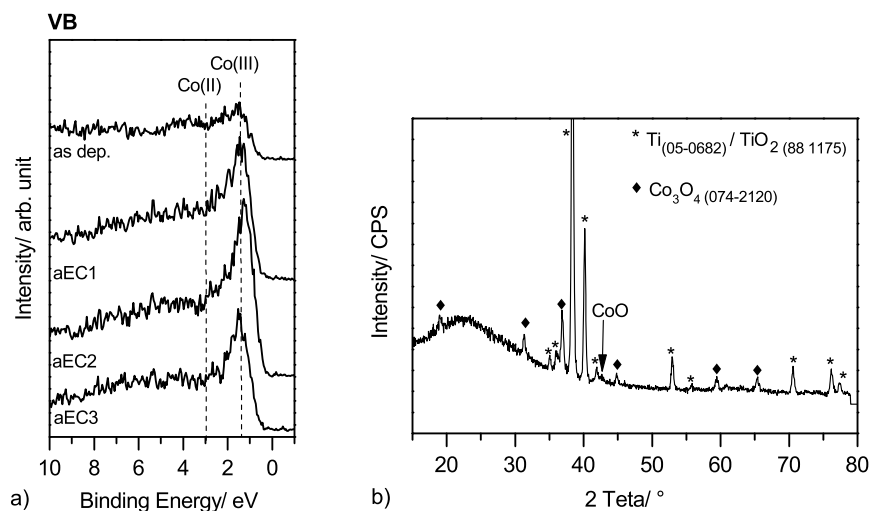 VB
Co(III)
Co(II)
as dep.
aEC1
aEC2
aEC3
Intensity/ arb. unit
10 8 6 4 2 0
Binding Energy/ eV
a)
* Ti(05-0682) / TiO2 (88 1175)
♦ Co3O4 (074-2120)
CoO
Intensity/ CPS
20 30 40 50 60 70 80
2 Teta/ °
b)